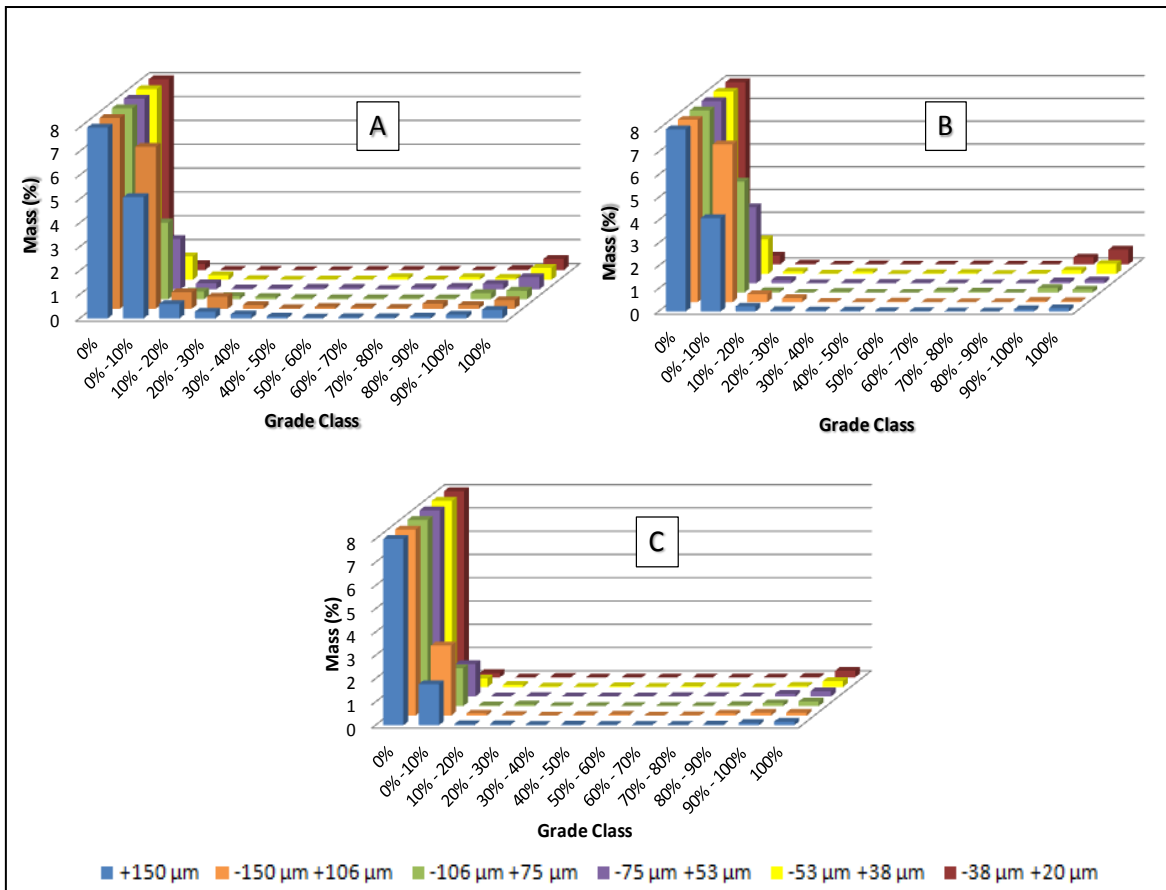 A
Mass (%)
8
7
6
5
4
3
2
1
0
0%
0% -10%
10% - 20%
20% - 30%
30% - 40%
40% - 50%
50% - 60%
60% - 70%
70% - 80%
80% - 90%
90% - 100%
100%
Grade Class
B
Mass (%)
8
7
6
5
4
3
2
1
0
0%
0% -10%
10% - 20%
20% - 30%
30% - 40%
40% - 50%
50% - 60%
60% - 70%
70% - 80%
80% - 90%
90% - 100%
100%
Grade Class
C
Mass (%)
8
7
6
5
4
3
2
1
0
0%
0% -10%
10% - 20%
20% - 30%
30% - 40%
40% - 50%
50% - 60%
60% - 70%
70% - 80%
80% - 90%
90% - 100%
100%
Grade Class
+150 µm -150 µm +106 µm -106 µm +75 µm -75 µm +53 µm -53 µm +38 µm -38 µm +20 µm